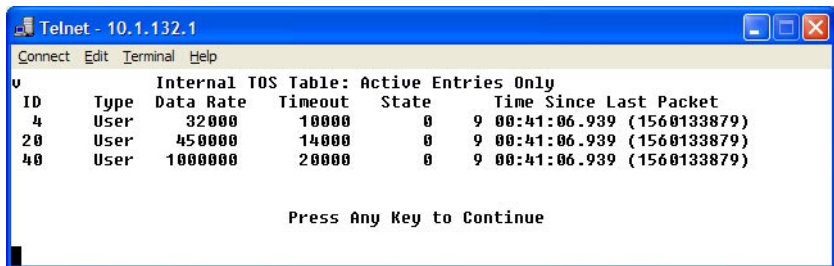 Telnet - 10.1.132.1
Connect Edit Terminal Help
v Internal TOS Table: Active Entries Only
ID Type Data Rate Timeout State Time Since Last Packet
4 User 32000 10000 0 9 00:41:06.939 (1560133879)
20 User 450000 14000 0 9 00:41:06.939 (1560133879)
40 User 1000000 20000 0 9 00:41:06.939 (1560133879)
Press Any Key to Continue